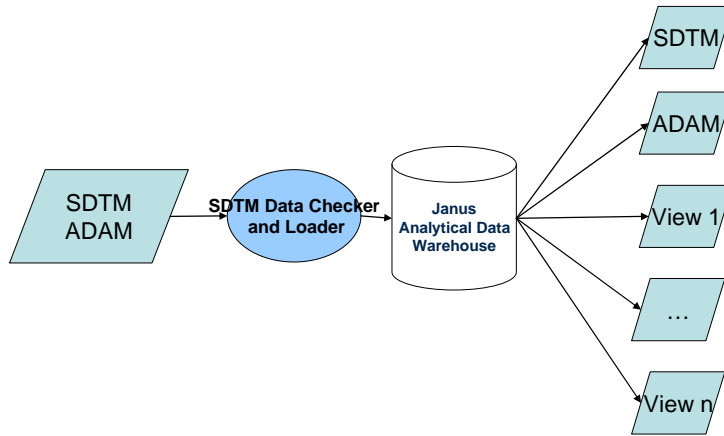 SDTM
ADAM
SDTM Data Checker
and Loader
Janus
Analytical Data
Warehouse
SDTM
ADAM
View 1
...
View n